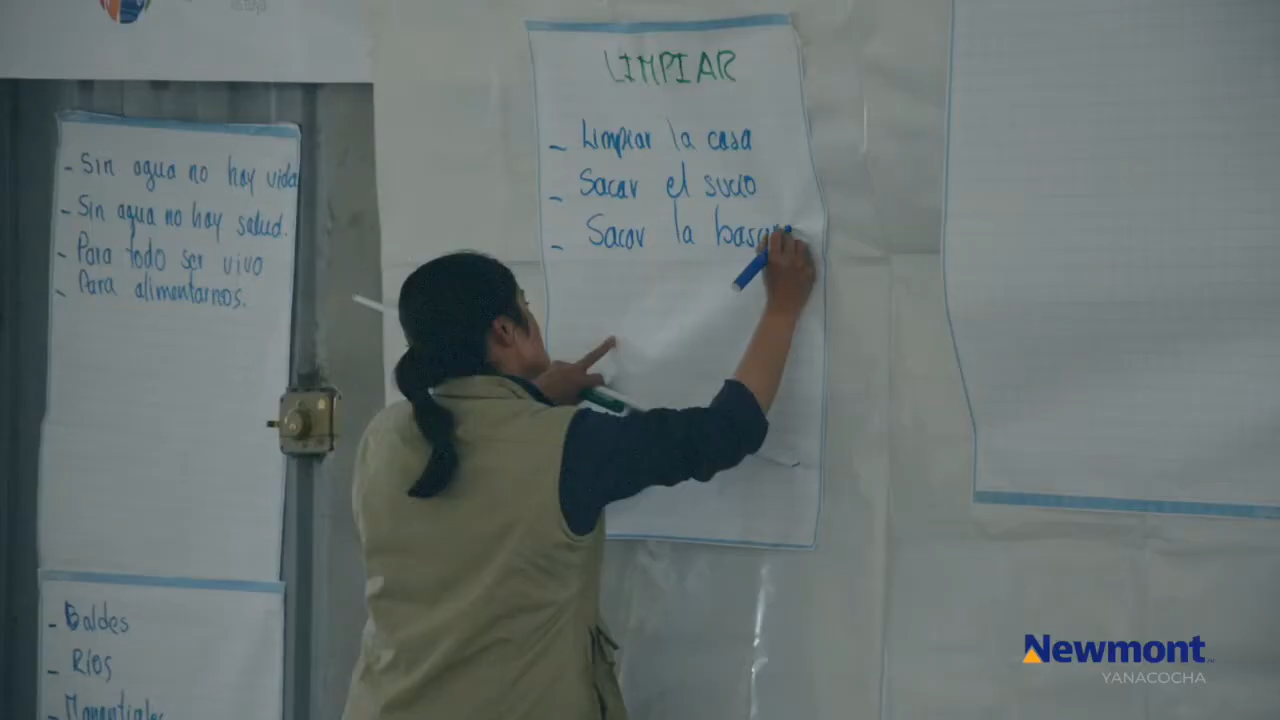 - Sin agua no hay vida
- Sin agua no hay salud.
- Para todo ser vivo
- Para alimentarnos.
- Baldes
- Ríos
- Manantiales
LIMPIAR
- Limpiar la casa
- Sacar el sucio
- Sacar la
Newmont
YANACOCHA